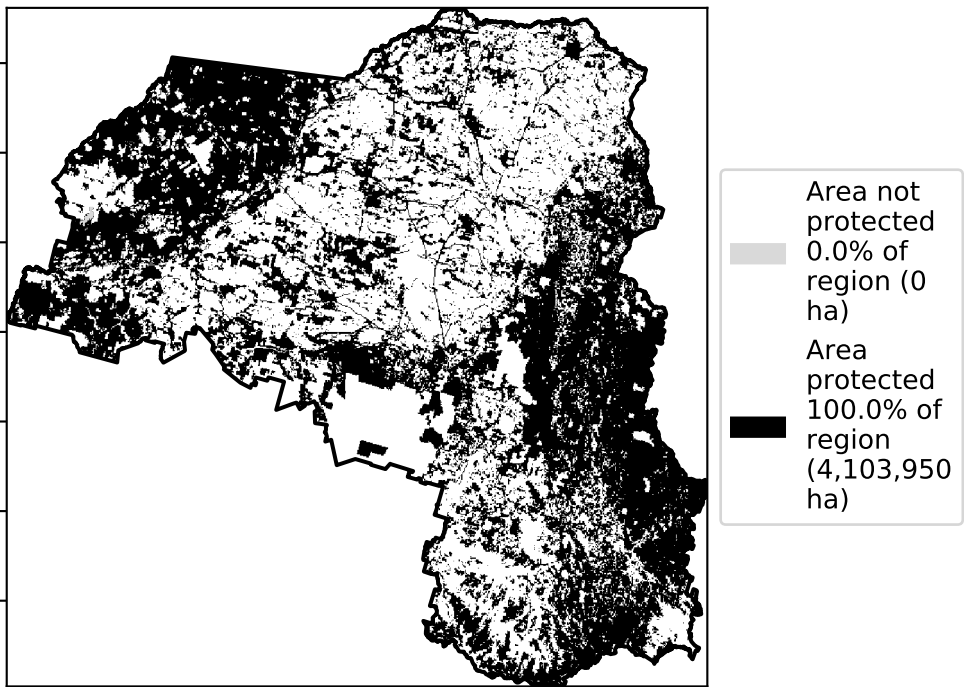 Area not
protected
0.0% of
region (0
ha)
Area
protected
100.0% of
region
(4,103,950
ha)